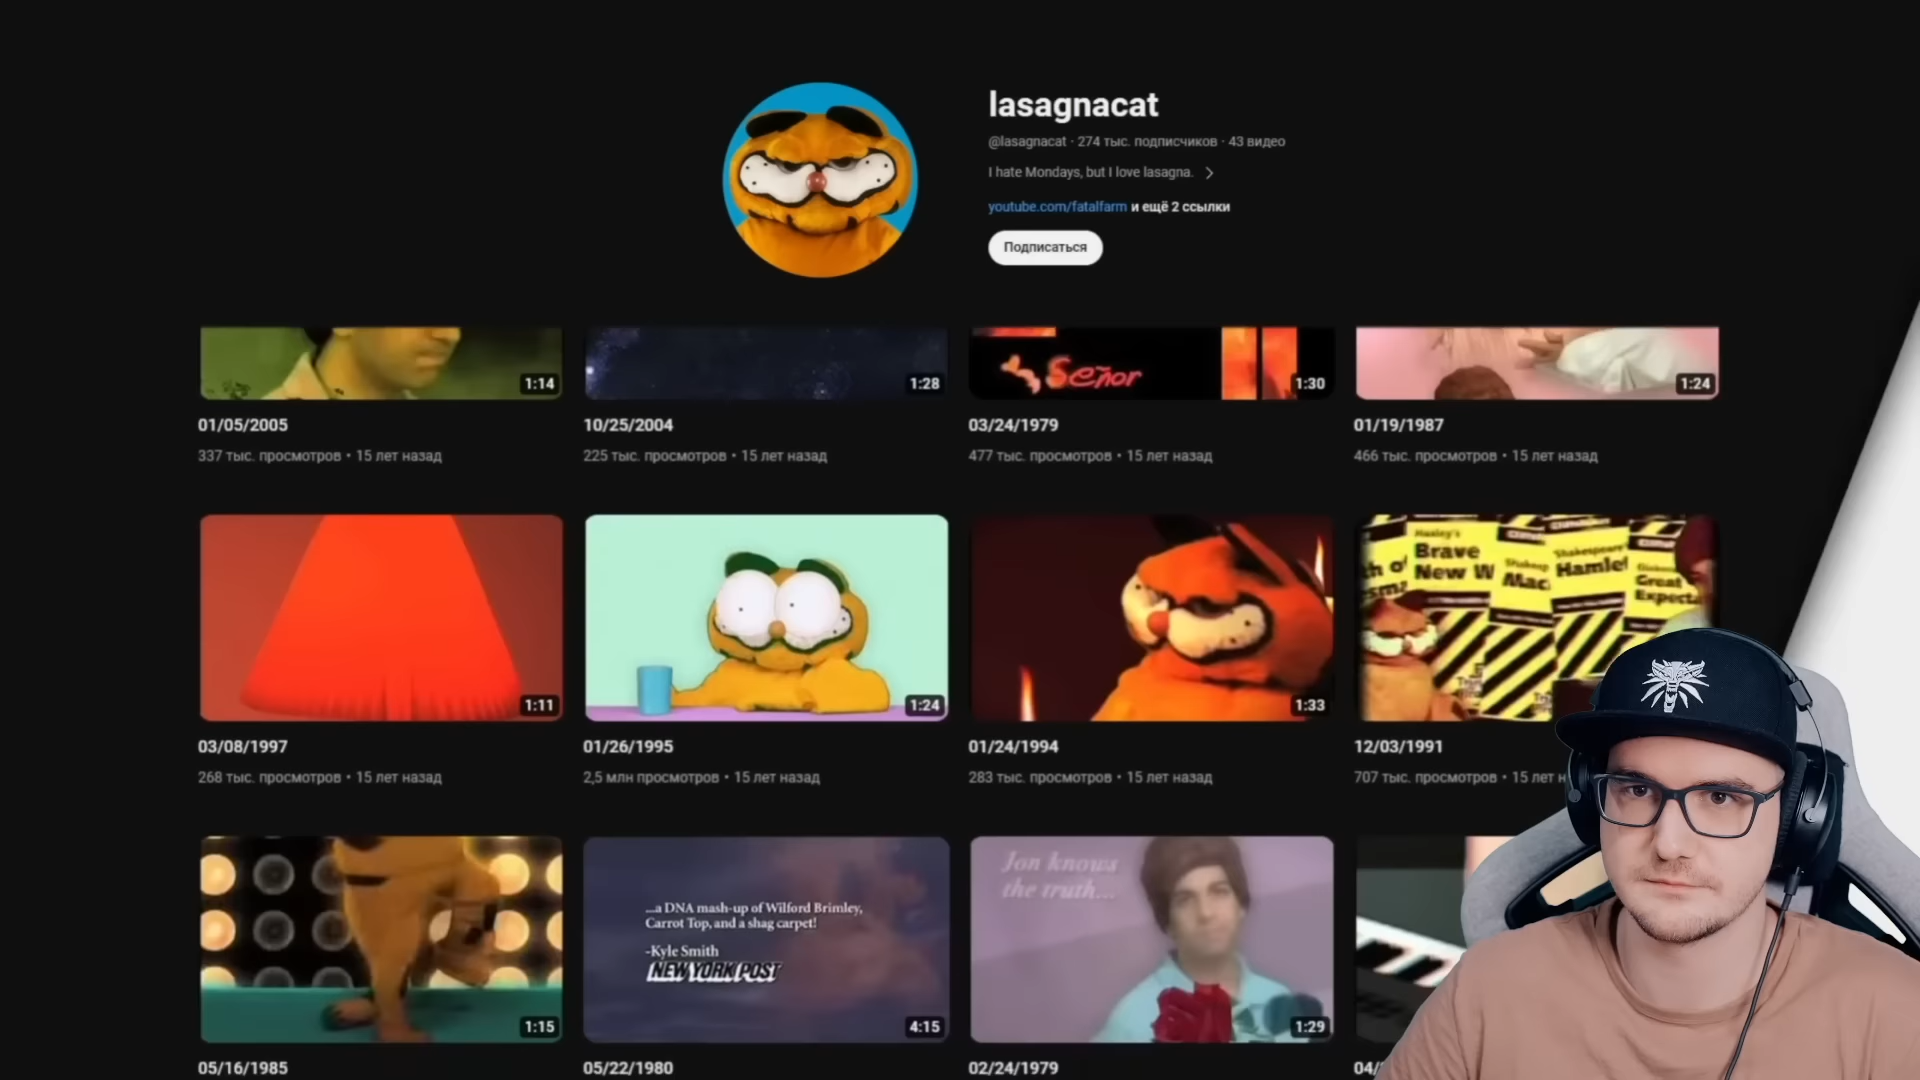 lasagnacat
@lasagnacat · 274 тыс. подписчиков · 43 видео
I hate Mondays, but I love lasagna.
youtube.com/fatalfarm и ещё 2 ссылки
Подписаться
Señor
1:14
1:28
1:30
1:24
01/05/2005
10/25/2004
03/24/1979
01/19/1987
337 тыс. просмотров • 15 лет назад
225 тыс. просмотров • 15 лет назад
477 тыс. просмотров • 15 лет назад
466 тыс. просмотров • 15 лет назад
Huxley's
Brave
New W
Mac
Shakespeare
Hamlet
Great
Expecta
1:11
1:24
1:33
03/08/1997
01/26/1995
01/24/1994
12/03/1991
268 тыс. просмотров • 15 лет назад
2,5 млн просмотров • 15 лет назад
283 тыс. просмотров • 15 лет назад
707 тыс. просмотров • 15 лет н
...a DNA mash-up of Wilford Brimley,
Carrot Top, and a shag carpet!
-Kyle Smith
NEW YORK POST
Jon knows
the truth...
1:15
4:15
1:29
05/16/1985
05/22/1980
02/24/1979
04/